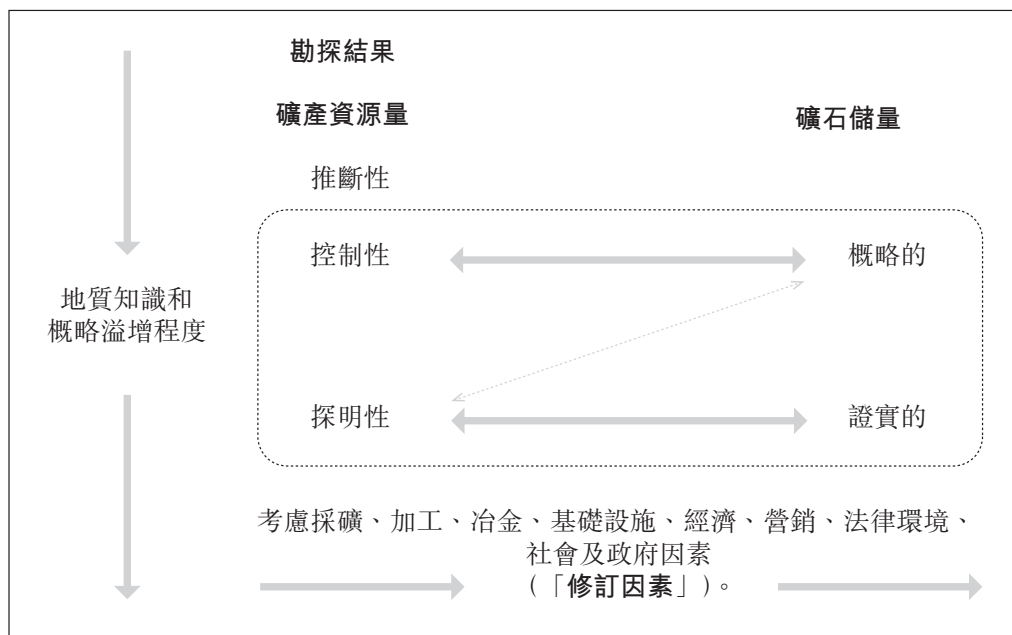 勘探結果
礦產資源量
礦石儲量
推斷性
控制性
概略的
地質知識和
概略溢增程度
探明性
證實的
考慮採礦、加工、冶金、基礎設施、經濟、營銷、法律環境、
社會及政府因素
(「修訂因素」)。